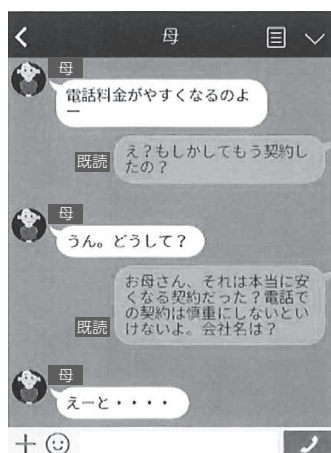 母
母
電話料金がやすくなるのよ
ー
え？もしかしてもう契約し
たの？
既読
母
うん。どうして？
お母さん、それは本当に安
くなる契約だった？電話で
の契約は慎重にしないとい
けないよ。会社名は？
既読
母
えーと・・・・